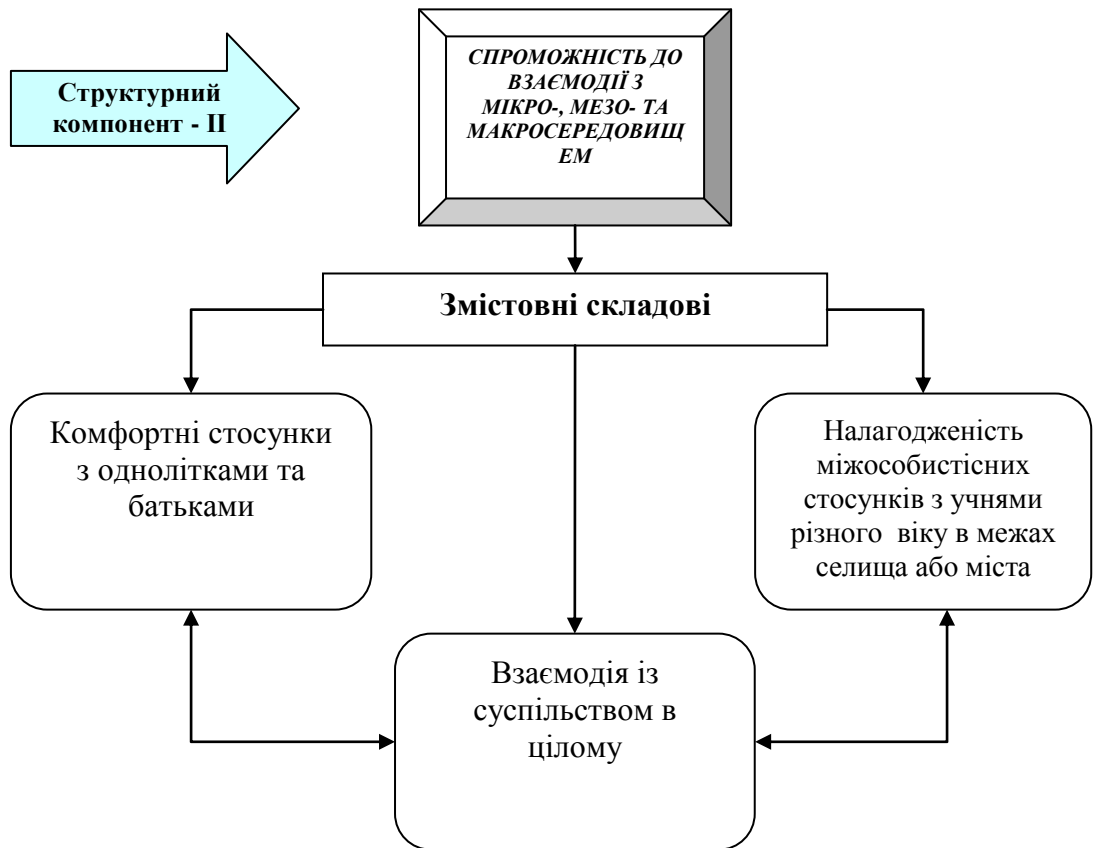 Структурний
компонент - ІІ
СПРОМОЖНІСТЬ ДО
ВЗАЄМОДІЇ З
МІКРО-, МЕЗО- ТА
МАКРОСЕРЕДОВИЩ
ЕМ
Змістовні складові
Комфортні стосунки
з однолітками та
батьками
Налагодженість
міжособистісних
стосунків з учнями
різного віку в межах
селища або міста
Взаємодія із
суспільством в
цілому